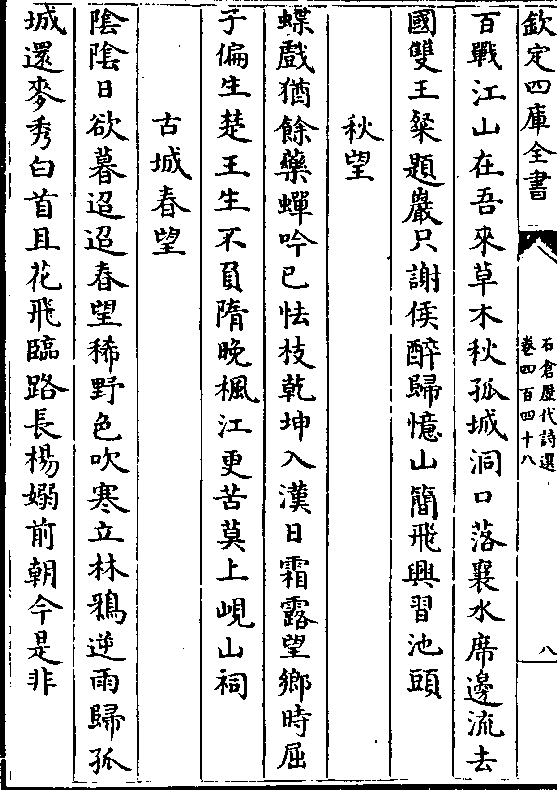 欽定四庫全書
石倉歷代詩選
卷四百四十八
八
百戰江山在吾來草木秋孤城洞口落襄水席邊流去
國雙王粲題巖只謝侯醉歸憶山簡飛興習池頭
秋望
蝶戲猶餘藥蟬吟已怯枝乾坤入漢日霜露望鄉時屈
子偏生楚王生不負隋晚楓江更苦莫上峴山祠
古城春望
陰陰日欲暮迢迢春望稀野色吹寒立林鴉逆雨歸孤
城還麥秀白首且花飛臨路長楊嫋前朝今是非